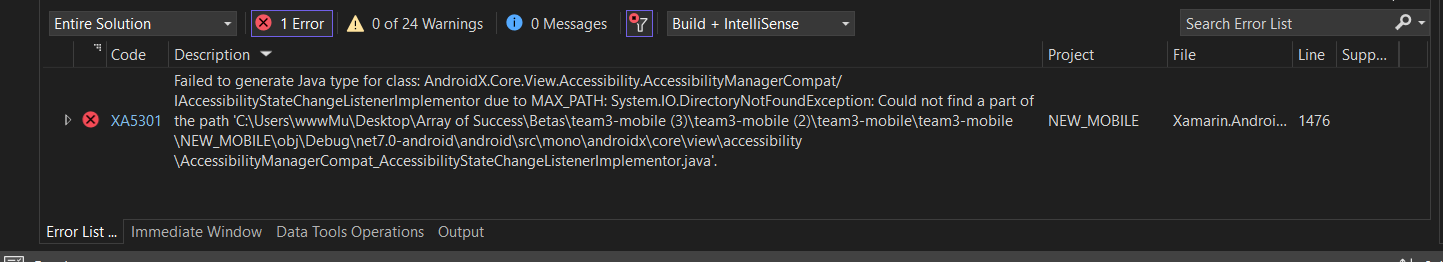 Entire Solution 1 Error 0 of 24 Warnings 0 Messages Build + IntelliSense Search Error List
Code Description Project File Line Supp...
Failed to generate Java type for class: AndroidX.Core.View.Accessibility.AccessibilityManagerCompat/
IAccessibilityStateChangeListenerImplementor due to MAX_PATH: System.IO.DirectoryNotFoundException: Could not find a part of
XA5301 the path 'C:\Users\wwwMu\Desktop\Array of Success\Betas\team3-mobile (3)\team3-mobile (2)\team3-mobile\team3-mobile NEW_MOBILE Xamarin.Androi... 1476
\NEW_MOBILE\obj\Debug\net7.0-android\android\src\mono\androidx\core\view\accessibility
\AccessibilityManagerCompat_AccessibilityStateChangeListenerImplementor.java'.
Error List ... Immediate Window Data Tools Operations Output